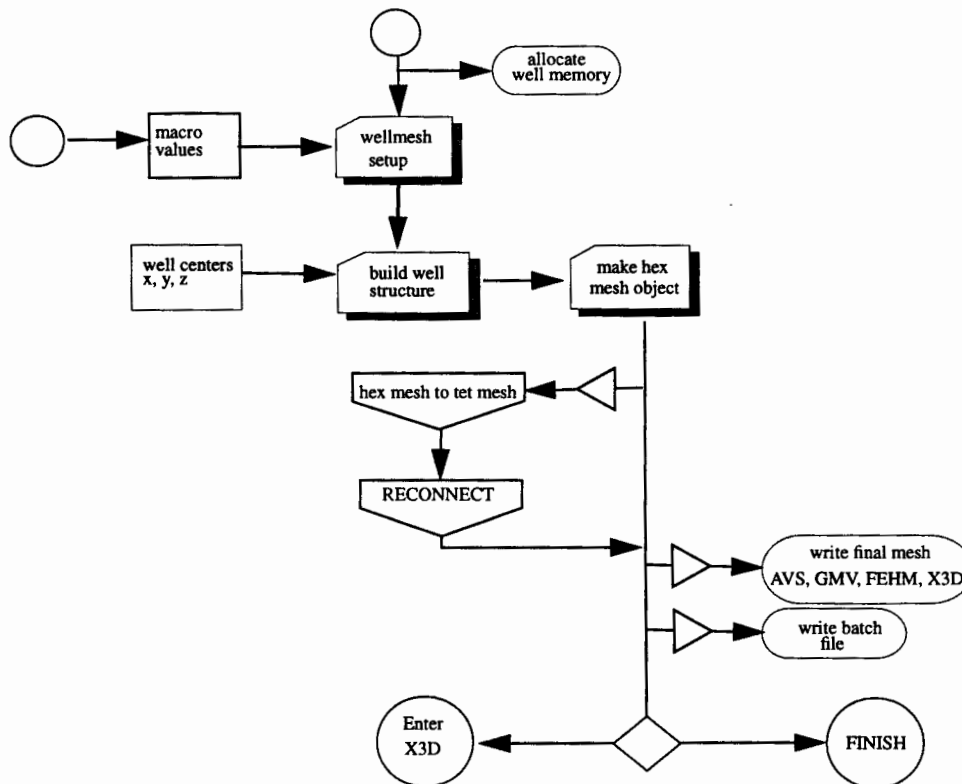 allocate
well memory
macro
values
wellmesh
setup
well centers
x, y, z
build well
structure
make hex
mesh object
hex mesh to tet mesh
RECONNECT
write final mesh
AVS, GMV, FEHM, X3D
write batch
file
Enter
X3D
FINISH